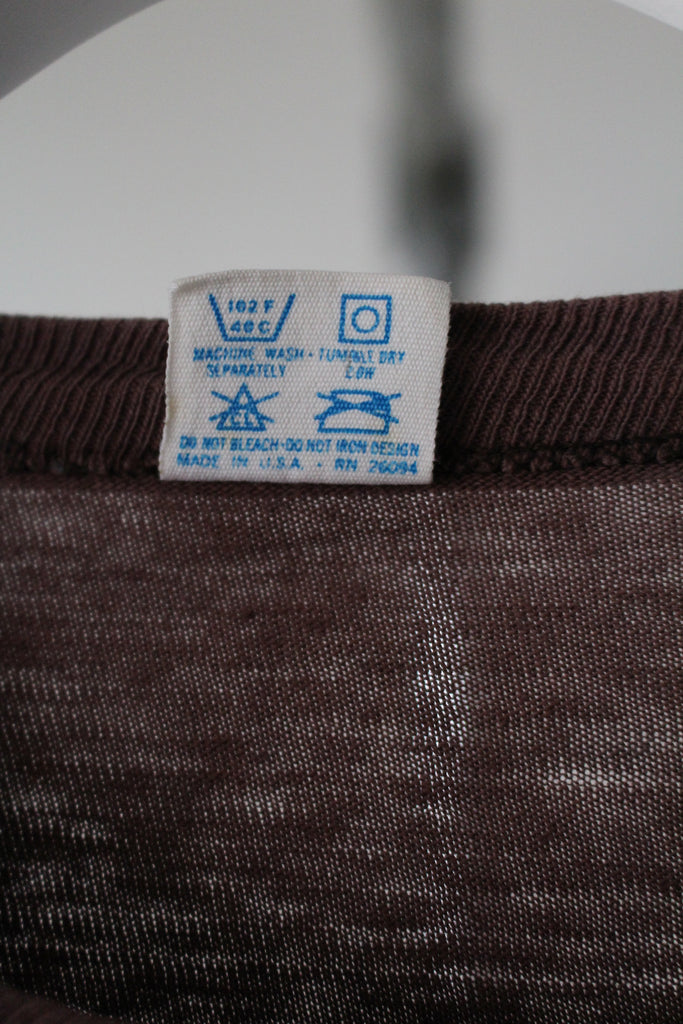 102 F
40 C
MACHINE WASH · TUMBLE DRY
SEPARATELY LOW
CL
DO NOT BLEACH · DO NOT IRON DESIGN
MADE IN U.S.A. · RN 26094